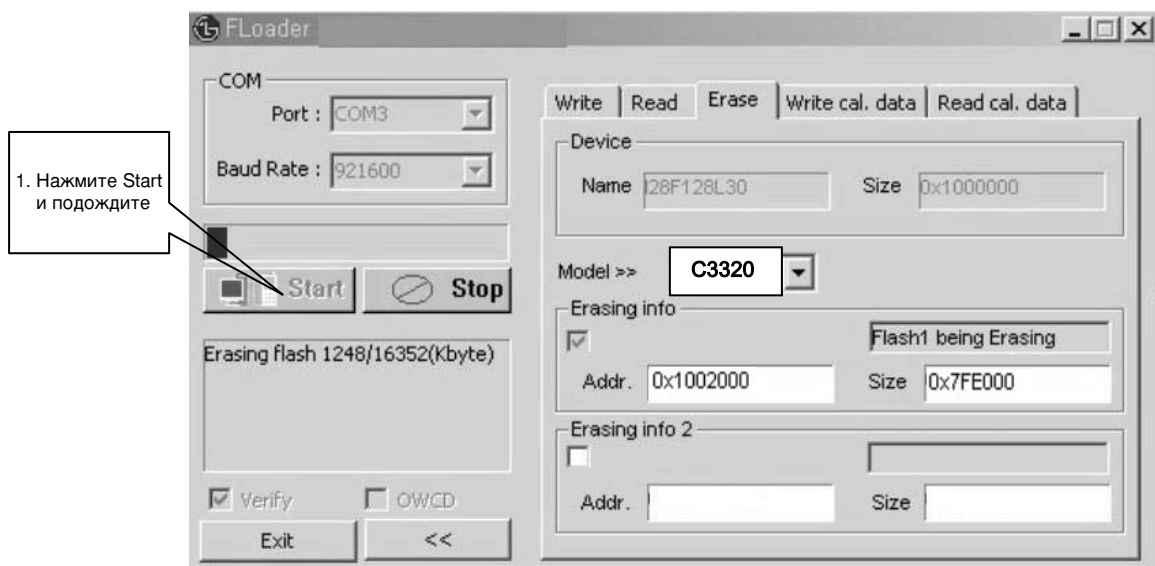 FLoader
COM
Port : COM3
Baud Rate : 921600
1. Нажмите Start
и подождите
Start
Stop
Erasing flash 1248/16352(Kbyte)
Verify
OWCD
Exit
<<
Write Read Erase Write cal. data Read cal. data
Device
Name I28F128L30 Size 0x1000000
Model >> C3320
Erasing info
Flash1 being Erasing
Addr. 0x1002000 Size 0x7FE000
Erasing info 2
Addr. Size